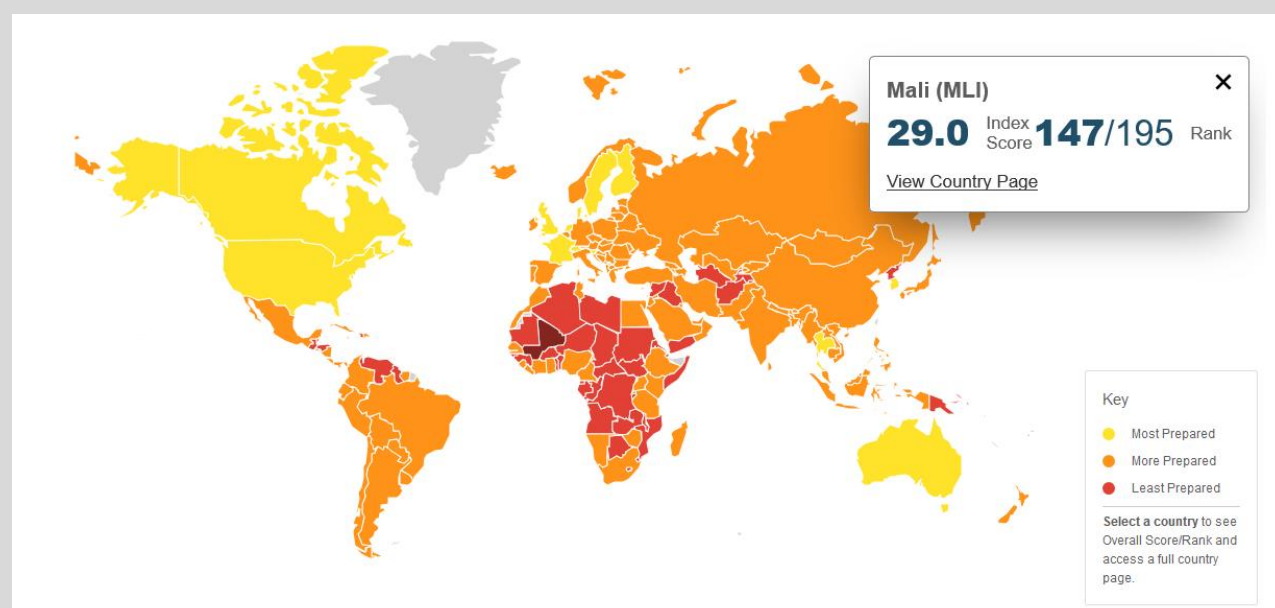 Mali (MLI)
29.0 Index Score 147/195 Rank
View Country Page
Key
Most Prepared
More Prepared
Least Prepared
Select a country to see
Overall Score/Rank and
access a full country
page.